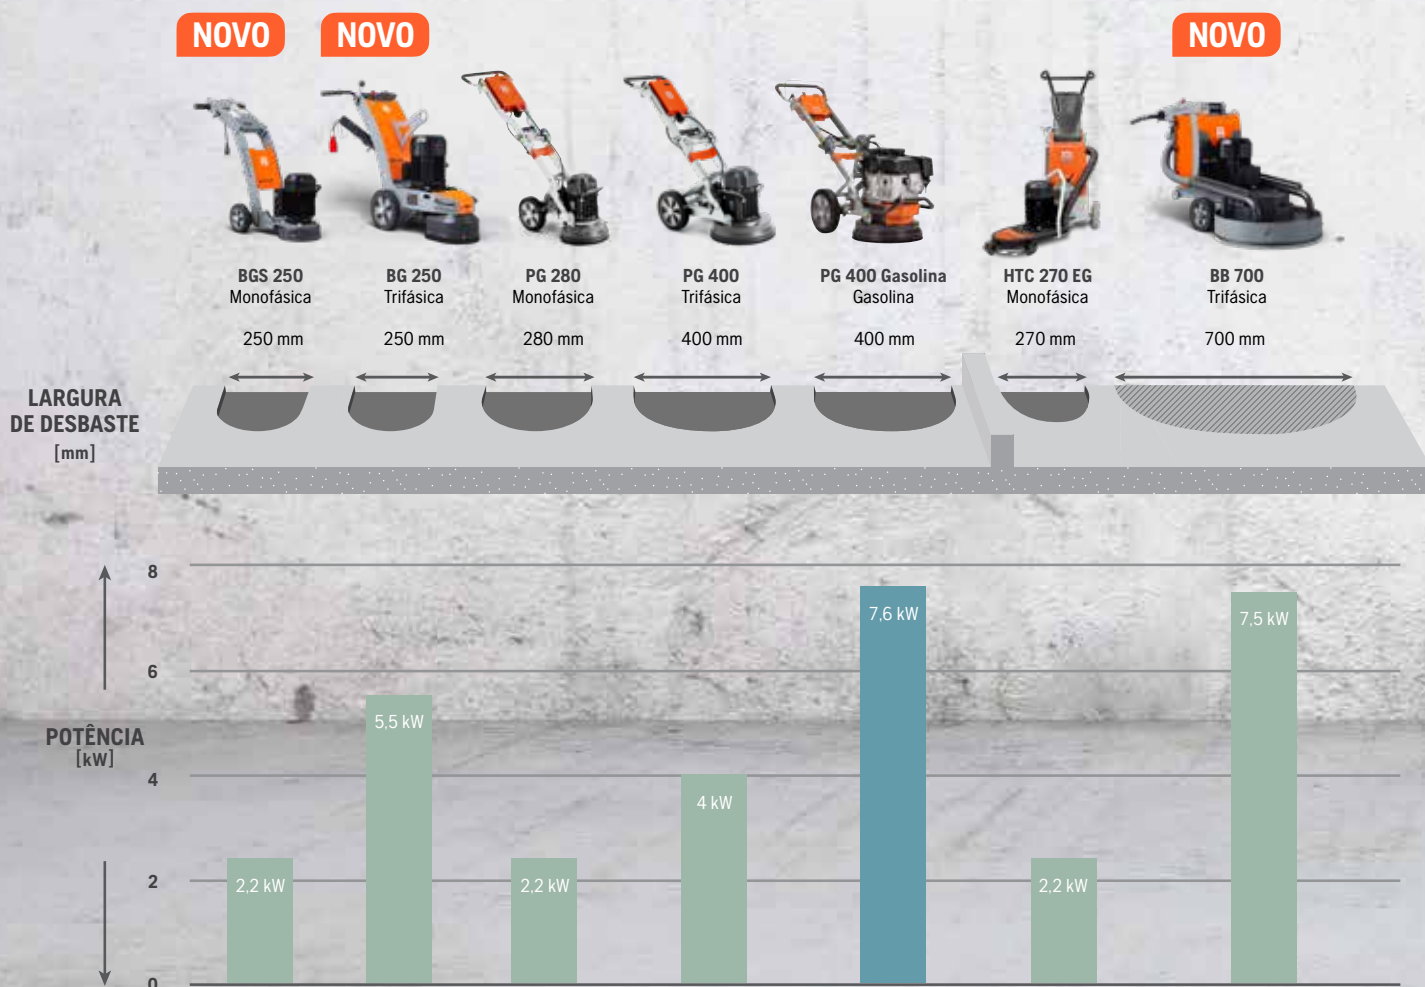 NOVO
NOVO
NOVO
BGS 250
Monofásica
250 mm
BG 250
Trifásica
250 mm
PG 280
Monofásica
280 mm
PG 400
Trifásica
400 mm
PG 400 Gasolina
Gasolina
400 mm
HTC 270 EG
Monofásica
270 mm
BB 700
Trifásica
700 mm
LARGURA
DE DESBASTE
[mm]
POTÊNCIA
[kW]
8
6
4
2
0
2,2 kW
5,5 kW
2,2 kW
4 kW
7,6 kW
2,2 kW
7,5 kW